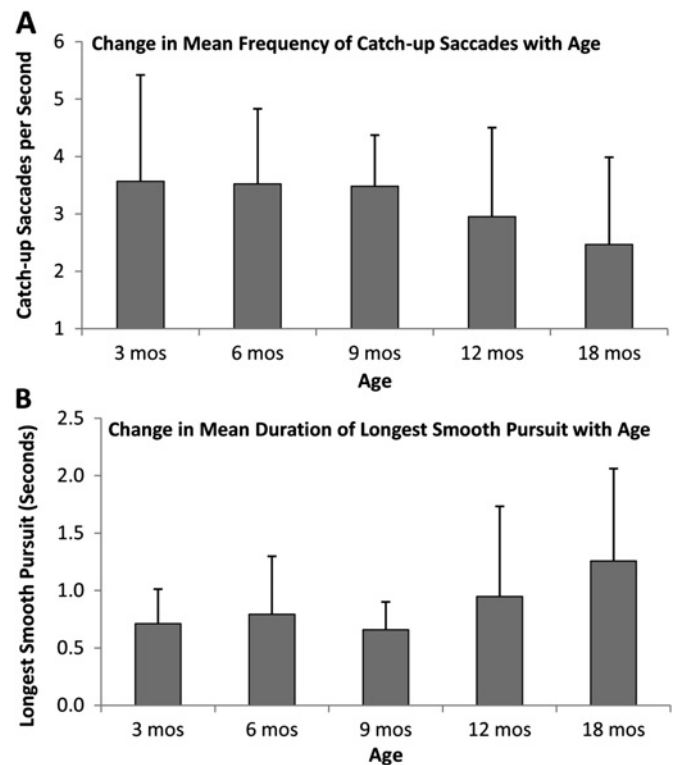 A
Change in Mean Frequency of Catch-up Saccades with Age
Catch-up Saccades per Second
6
5
4
3
2
1
3 mos 6 mos 9 mos 12 mos 18 mos
Age
B
Change in Mean Duration of Longest Smooth Pursuit with Age
Longest Smooth Pursuit (Seconds)
2.5
2.0
1.5
1.0
0.5
0.0
3 mos 6 mos 9 mos 12 mos 18 mos
Age